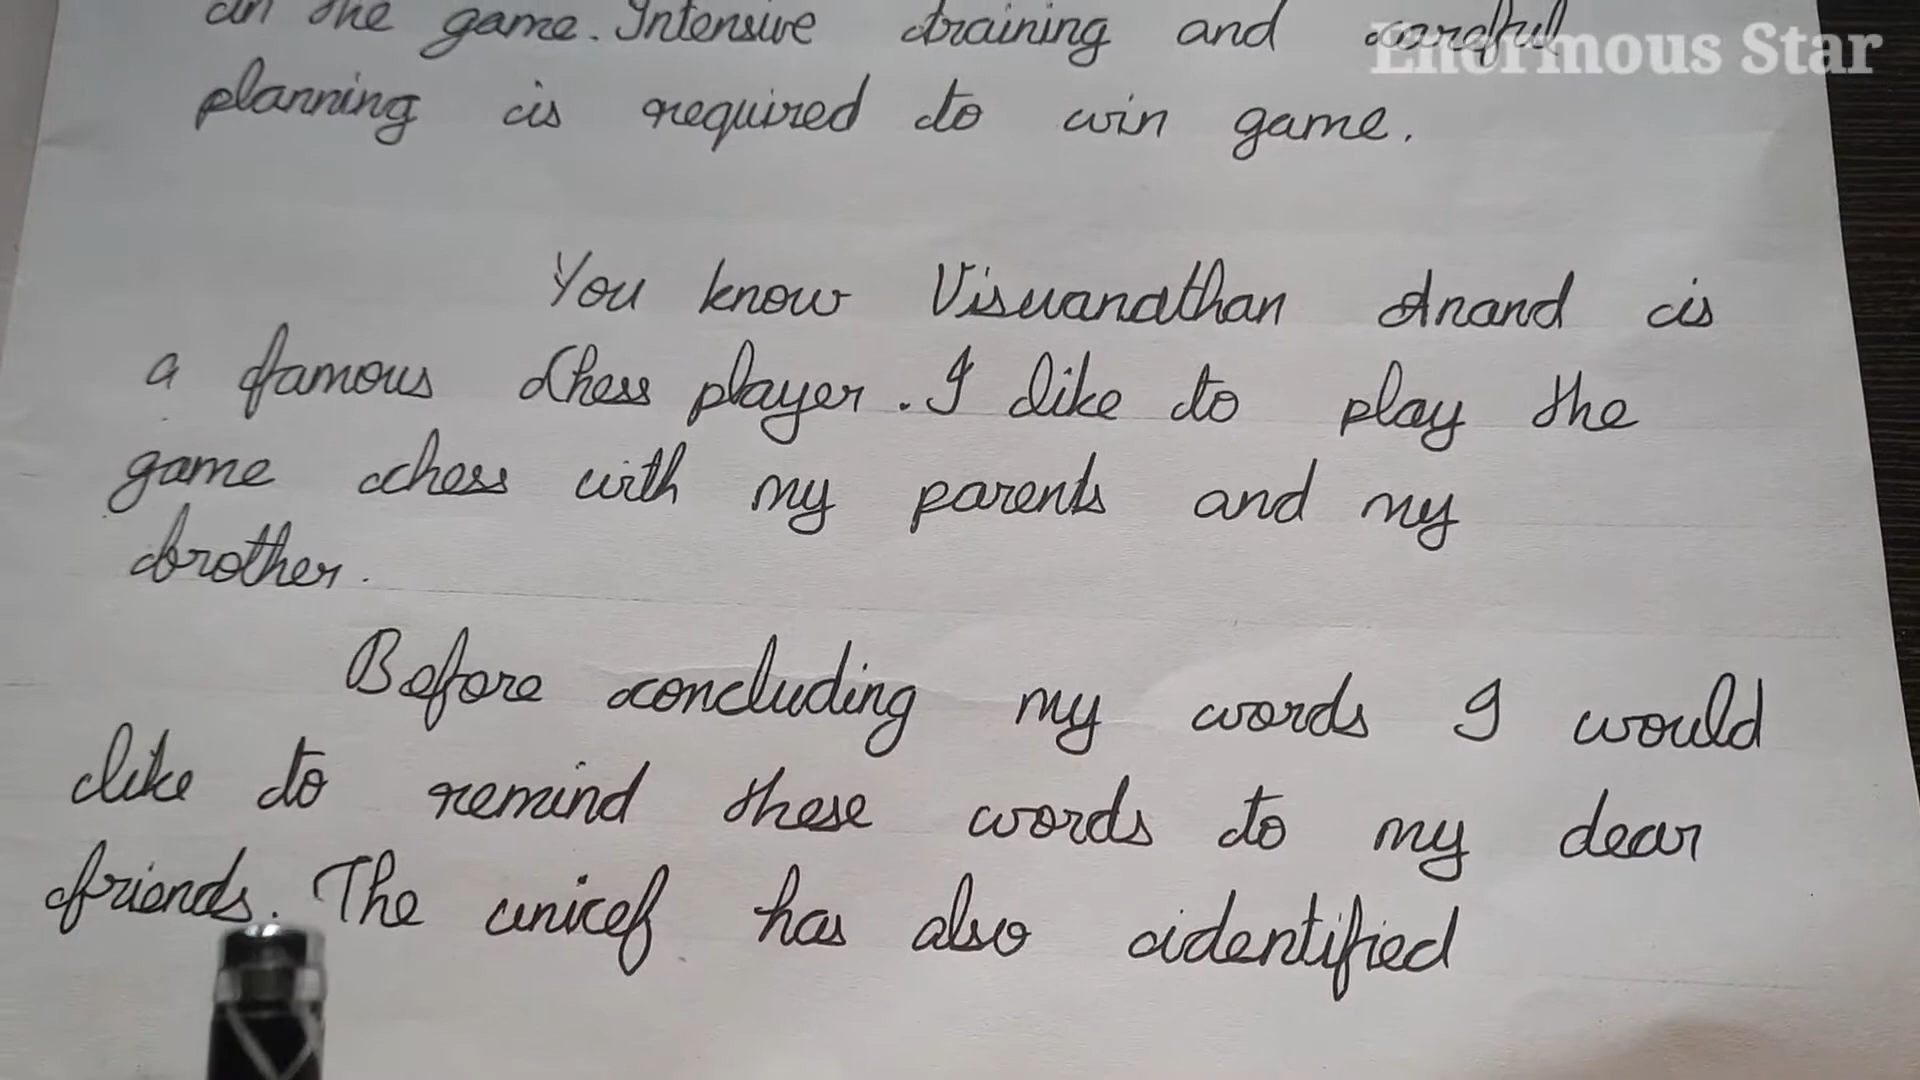 in the game. Intensive training and careful
Enormous Star
planning is required to win game.
You know Viswanathan Anand is
a famous Chess player. I like to play the
game chess with my parents and my
brother.
Before concluding my words I would
like to remind these words to my dear
friends. The unicef has also identified